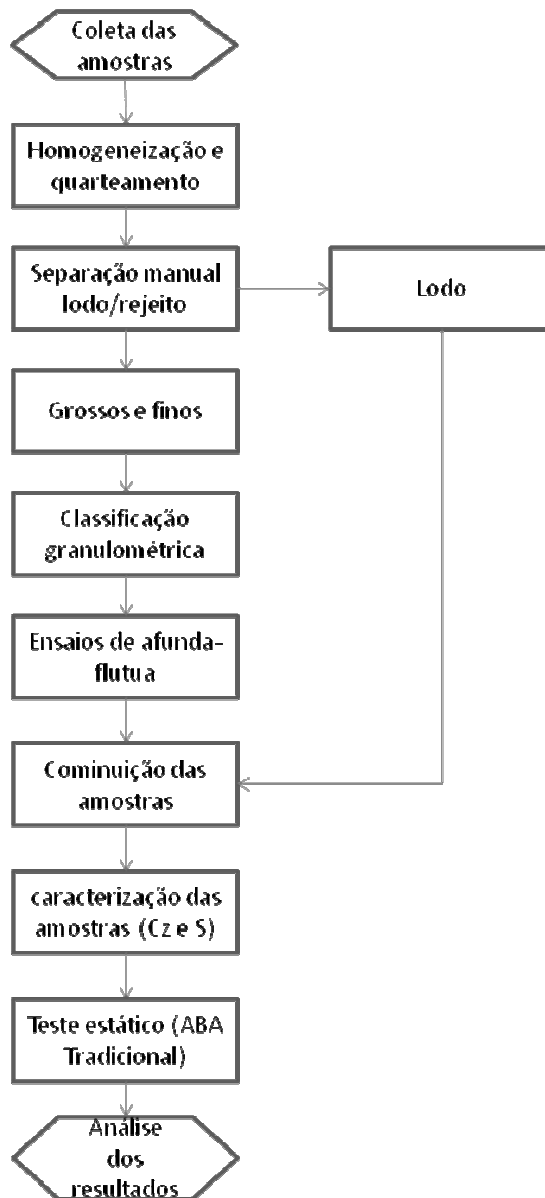 Coleta das
amostras
Homogeneização e
quarteamento
Separação manual
lodo/rejeito
Lodo
Grossos e finos
Classificação
granulométrica
Ensaios de afunda-
flutua
Cominuição das
amostras
caracterização das
amostras (Cz e S)
Teste estático (ABA
Tradicional)
Análise
dos
resultados